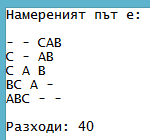 Намереният път е:
- - CAB
C - AB
C A B
BC A -
ABC - -
Разходи: 40